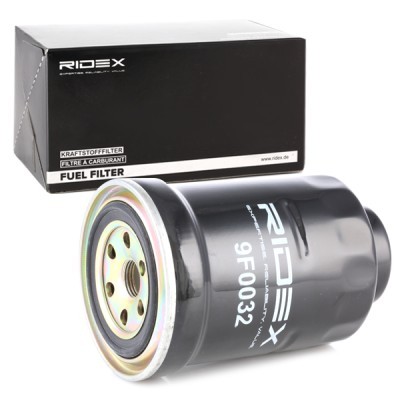 RIDEX
EXPERTISE. RELIABILITY. VALUE.
KRAFTSTOFFFILTER
FILTRE À CARBURANT
FUEL FILTER
www.ridex.de
RIDEX
EXPERTISE. RELIABILITY. VALUE.
9F0032